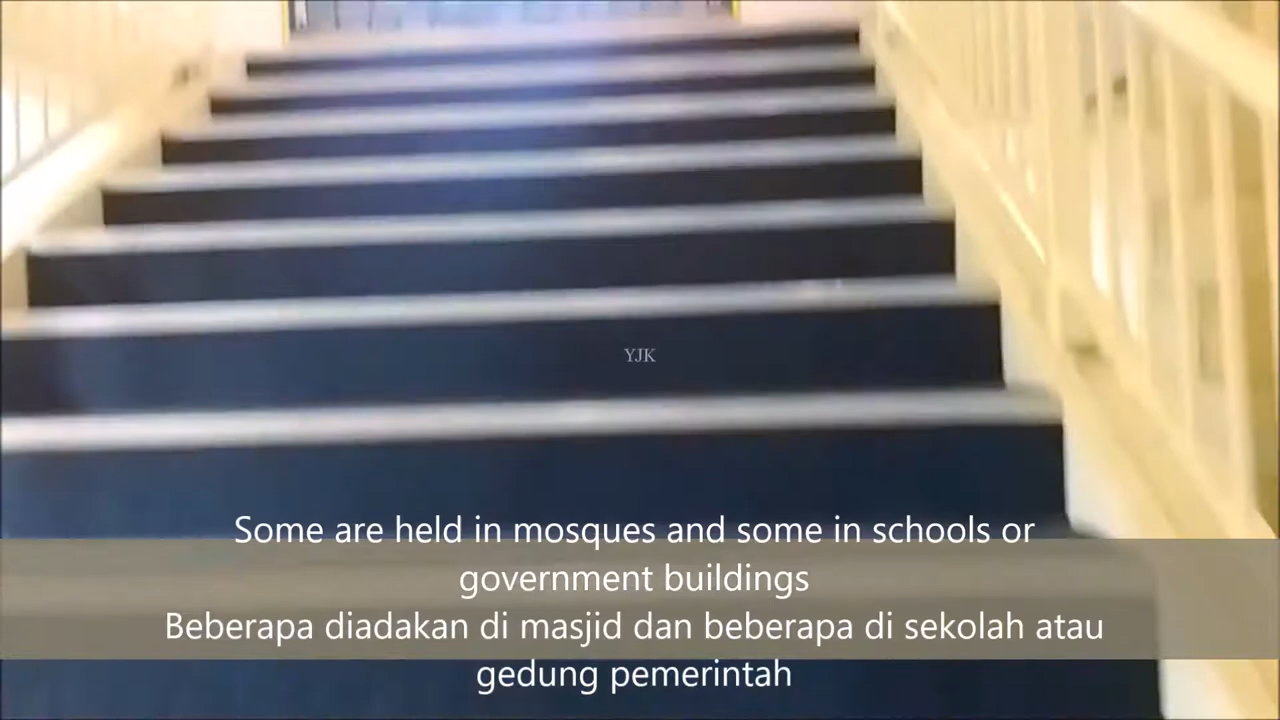 YJK
Some are held in mosques and some in schools or
government buildings
Beberapa diadakan di masjid dan beberapa di sekolah atau
gedung pemerintah